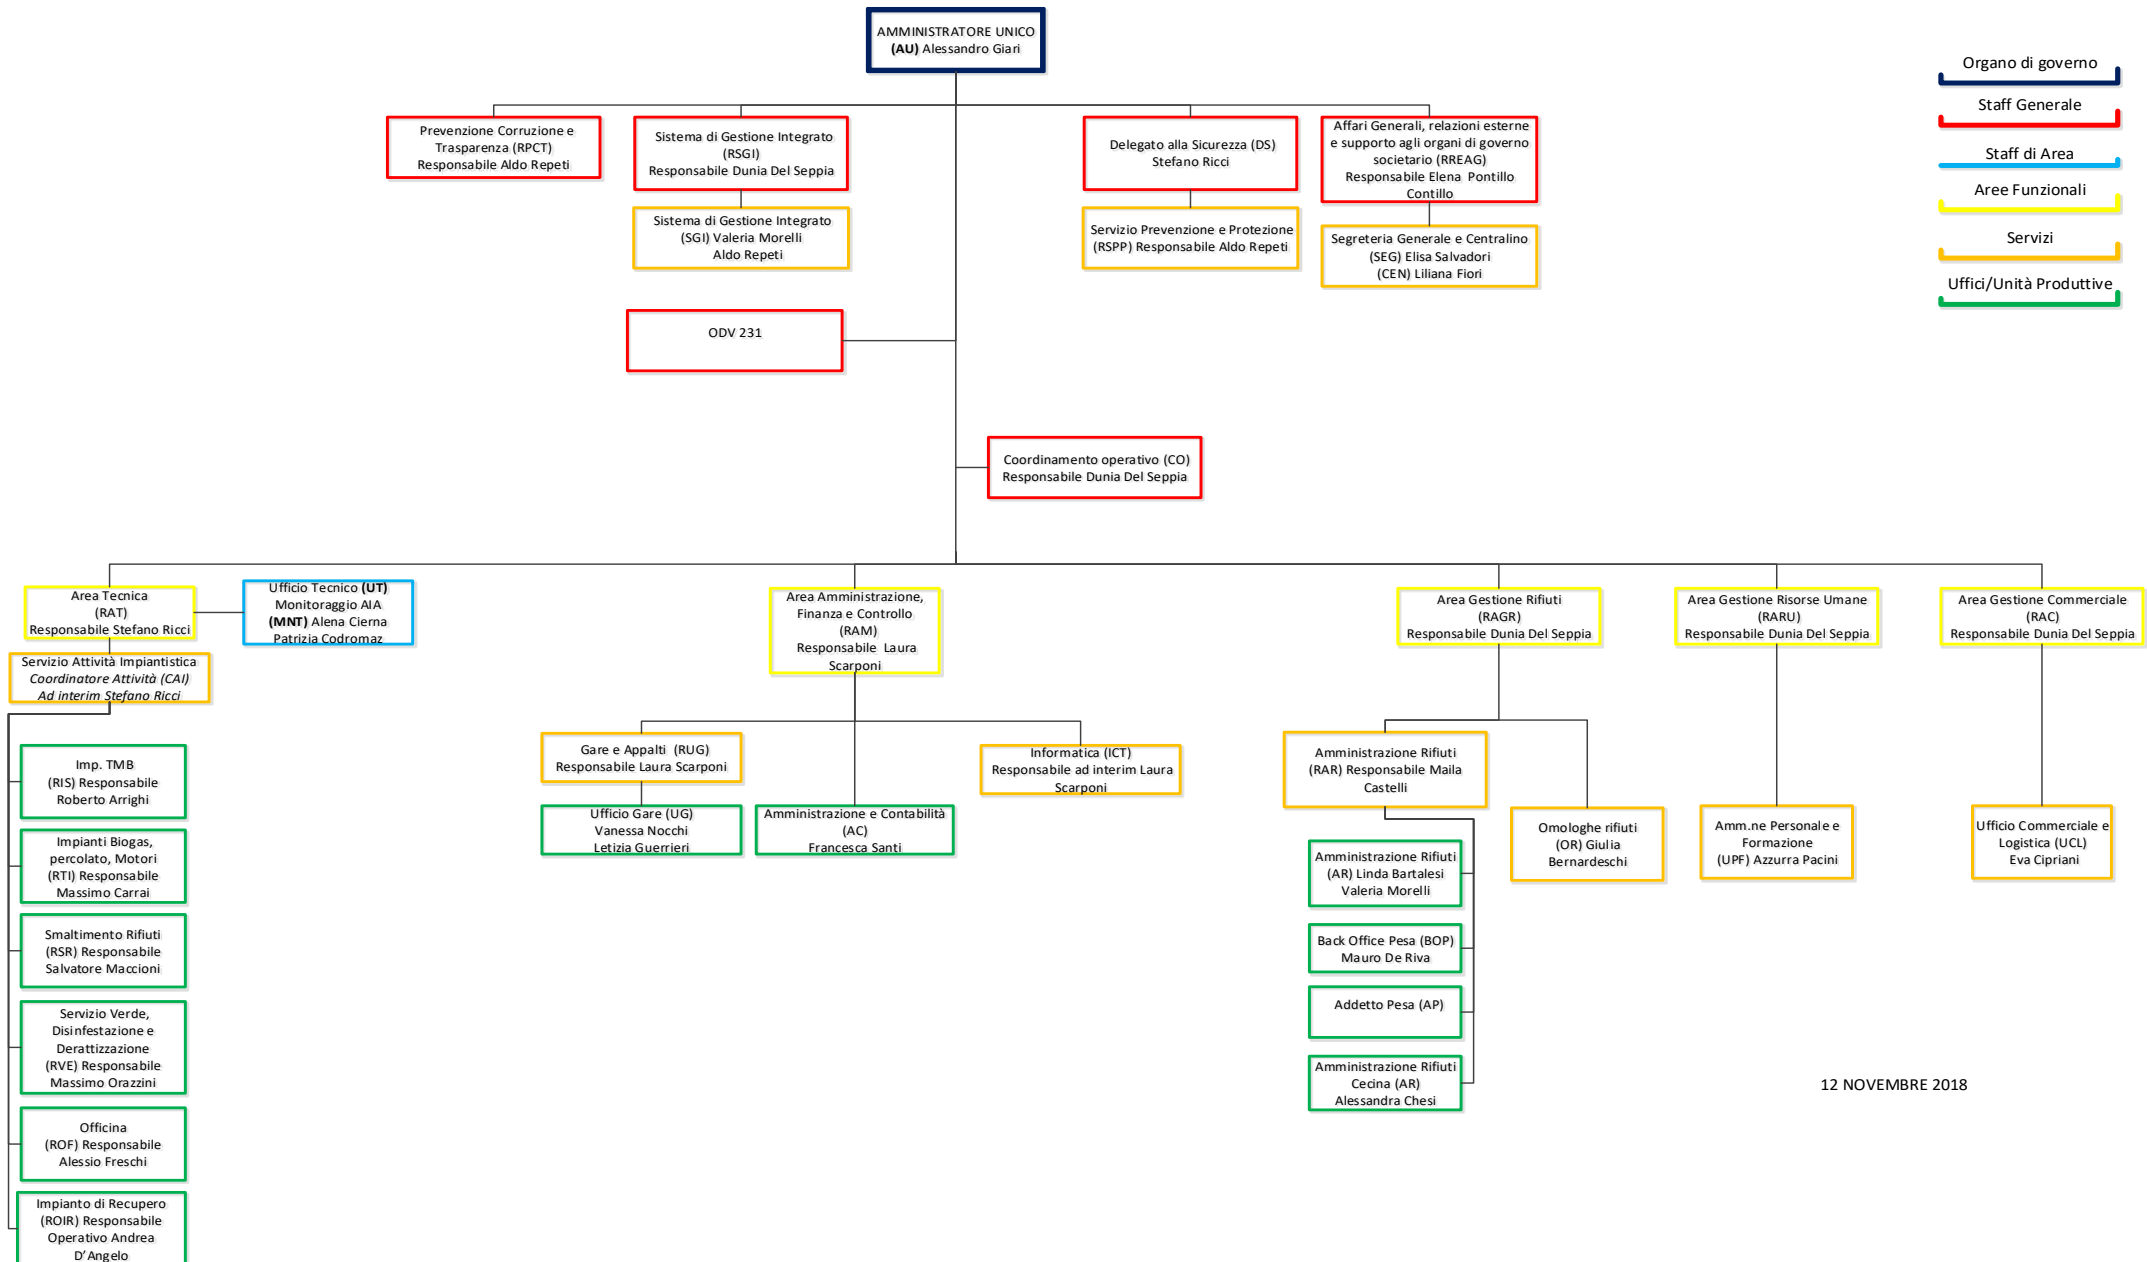 AMMINISTRATORE UNICO
(AU) Alessandro Giari
Organo di governo
Staff Generale
Staff di Area
Aree Funzionali
Servizi
Uffici/Unità Produttive
Prevenzione Corruzione e
Trasparenza (RPCT)
Responsabile Aldo Repeti
Sistema di Gestione Integrato
(RSGI)
Responsabile Dunia Del Seppia
Delegato alla Sicurezza (DS)
Stefano Ricci
Affari Generali, relazioni esterne
e supporto agli organi di governo
societario (RREAG)
Responsabile Elena Pontillo
Contillo
Sistema di Gestione Integrato
(SGI) Valeria Morelli
Aldo Repeti
Servizio Prevenzione e Protezione
(RSPP) Responsabile Aldo Repeti
Segreteria Generale e Centralino
(SEG) Elisa Salvadori
(CEN) Liliana Fiori
ODV 231
Coordinamento operativo (CO)
Responsabile Dunia Del Seppia
Area Tecnica
(RAT)
Responsabile Stefano Ricci
Ufficio Tecnico (UT)
Monitoraggio AIA
(MNT) Alena Cierna
Patrizia Codromaz
Area Amministrazione,
Finanza e Controllo
(RAM)
Responsabile Laura
Scarponi
Area Gestione Rifiuti
(RAGR)
Responsabile Dunia Del Seppia
Area Gestione Risorse Umane
(RARU)
Responsabile Dunia Del Seppia
Area Gestione Commerciale
(RAC)
Responsabile Dunia Del Seppia
Servizio Attività Impiantistica
Coordinatore Attività (CAI)
Ad interim Stefano Ricci
Imp. TMB
(RIS) Responsabile
Roberto Arrighi
Impianti Biogas,
percolato, Motori
(RTI) Responsabile
Massimo Carrai
Smaltimento Rifiuti
(RSR) Responsabile
Salvatore Maccioni
Servizio Verde,
Disinfestazione e
Derattizzazione
(RVE) Responsabile
Massimo Orazzini
Officina
(ROF) Responsabile
Alessio Freschi
Impianto di Recupero
(ROIR) Responsabile
Operativo Andrea
D'Angelo
Gare e Appalti (RUG)
Responsabile Laura Scarponi
Ufficio Gare (UG)
Vanessa Nocchi
Letizia Guerrieri
Amministrazione e Contabilità
(AC)
Francesca Santi
Informatica (ICT)
Responsabile ad interim Laura
Scarponi
Amministrazione Rifiuti
(RAR) Responsabile Maila
Castelli
Omologhe rifiuti
(OR) Giulia
Bernardeschi
Amministrazione Rifiuti
(AR) Linda Bartalesi
Valeria Morelli
Back Office Pesa (BOP)
Mauro De Riva
Addetto Pesa (AP)
Amministrazione Rifiuti
Cecina (AR)
Alessandra Chesi
Amm.ne Personale e
Formazione
(UPF) Azzurra Pacini
Ufficio Commerciale e
Logistica (UCL)
Eva Cipriani
12 NOVEMBRE 2018